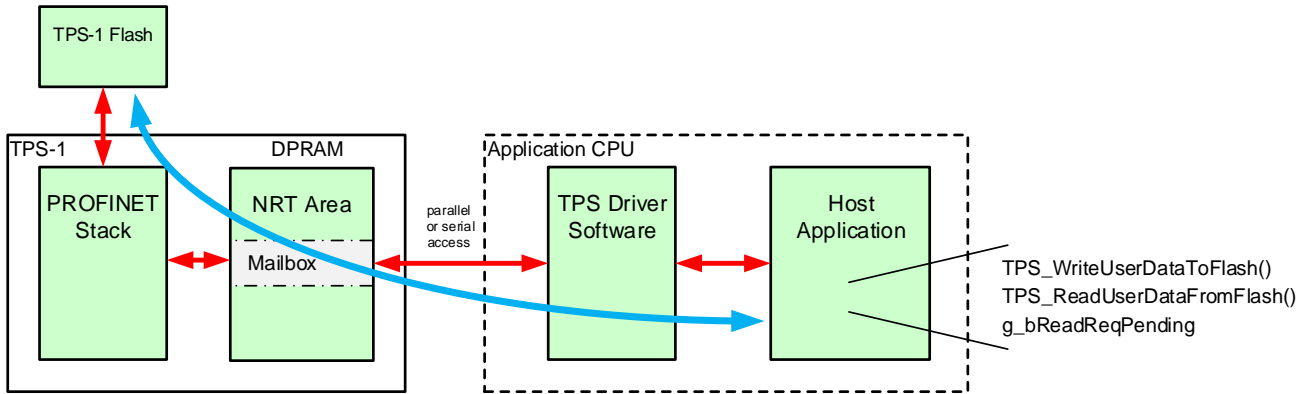 TPS-1 Flash
TPS-1
DPRAM
Application CPU
PROFINET
Stack
NRT Area
Mailbox
parallel
or serial
access
TPS Driver
Software
Host
Application
TPS_WriteUserDataToFlash()
TPS_ReadUserDataFromFlash()
g_bReadReqPending